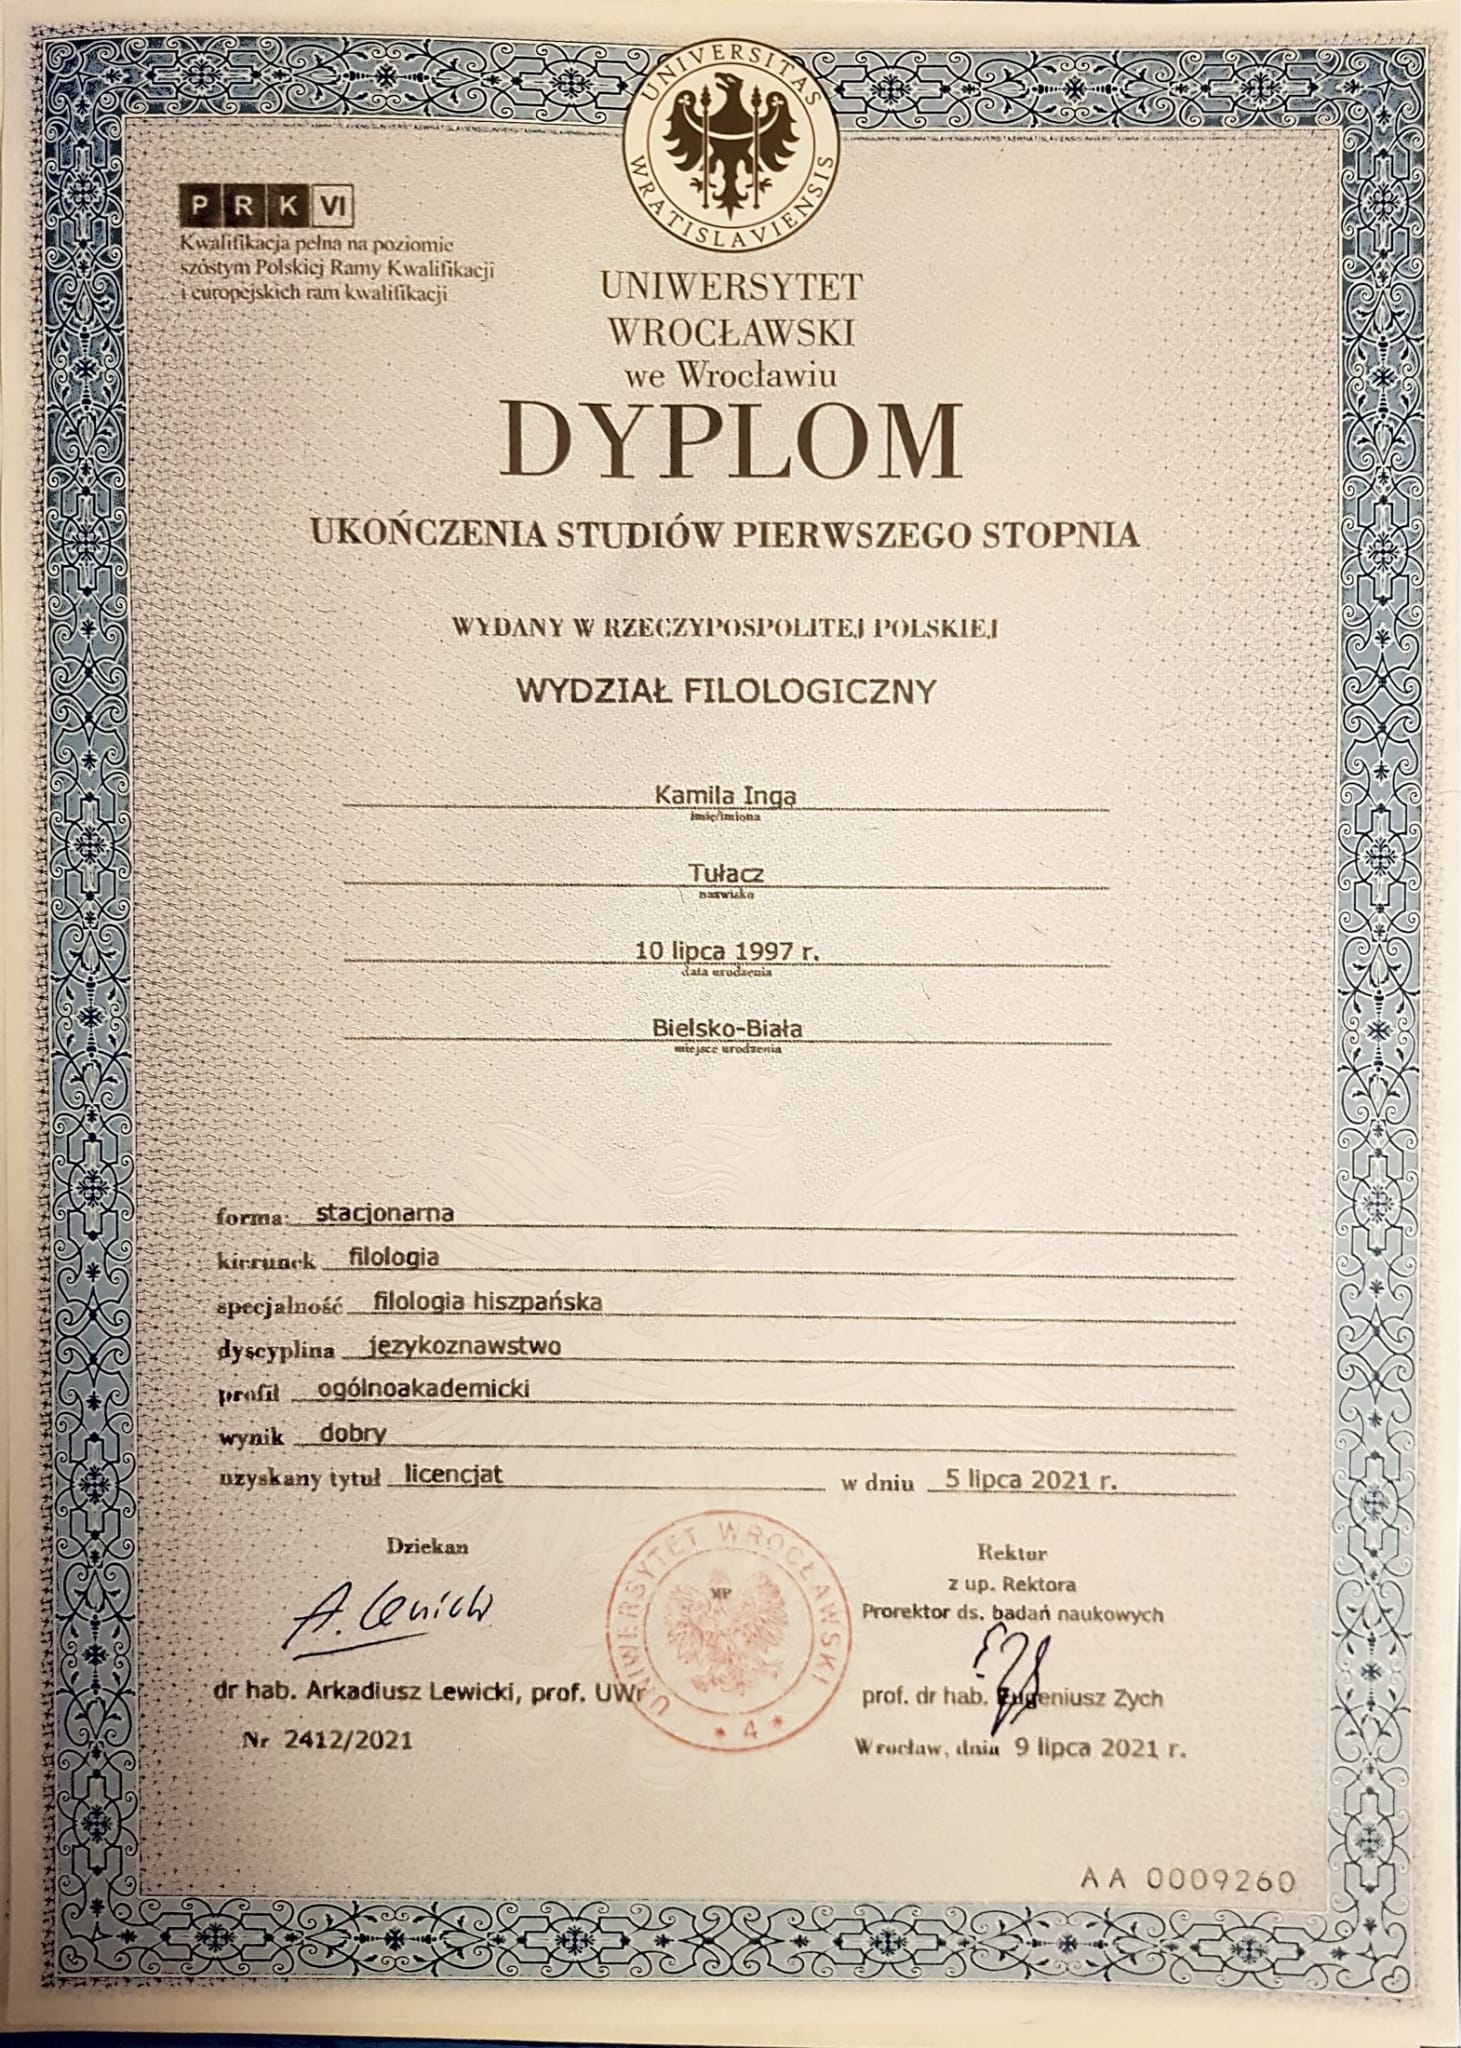 UNIVERSITAS WRATISLAVIENSIS
PRK VI
Kwalifikacja pełna na poziomie
szóstym Polskiej Ramy Kwalifikacji
i europejskich ram kwalifikacji
UNIWERSYTET
WROCŁAWSKI
we Wrocławiu
DYPLOM
UKOŃCZENIA STUDIÓW PIERWSZEGO STOPNIA
WYDANY W RZECZYPOSPOLITEJ POLSKIEJ
WYDZIAŁ FILOLOGICZNY
Kamila Inga
imię/imiona
Tułacz
nazwisko
10 lipca 1997 r.
data urodzenia
Bielsko-Biała
miejsce urodzenia
forma: stacjonarna
kierunek filologia
specjalność filologia hiszpańska
dyscyplina językoznawstwo
profil ogólnoakademicki
wynik dobry
uzyskany tytuł licencjat w dniu 5 lipca 2021 r.
Dziekan
A. Lewicki
dr hab. Arkadiusz Lewicki, prof. UWr
Nr 2412/2021
UNIWERSYTET WROCŁAWSKI
MP
* 4 *
Rektor
z up. Rektora
Prorektor ds. badań naukowych
prof. dr hab. Eugeniusz Zych
Wrocław, dnia 9 lipca 2021 r.
AA 0009260